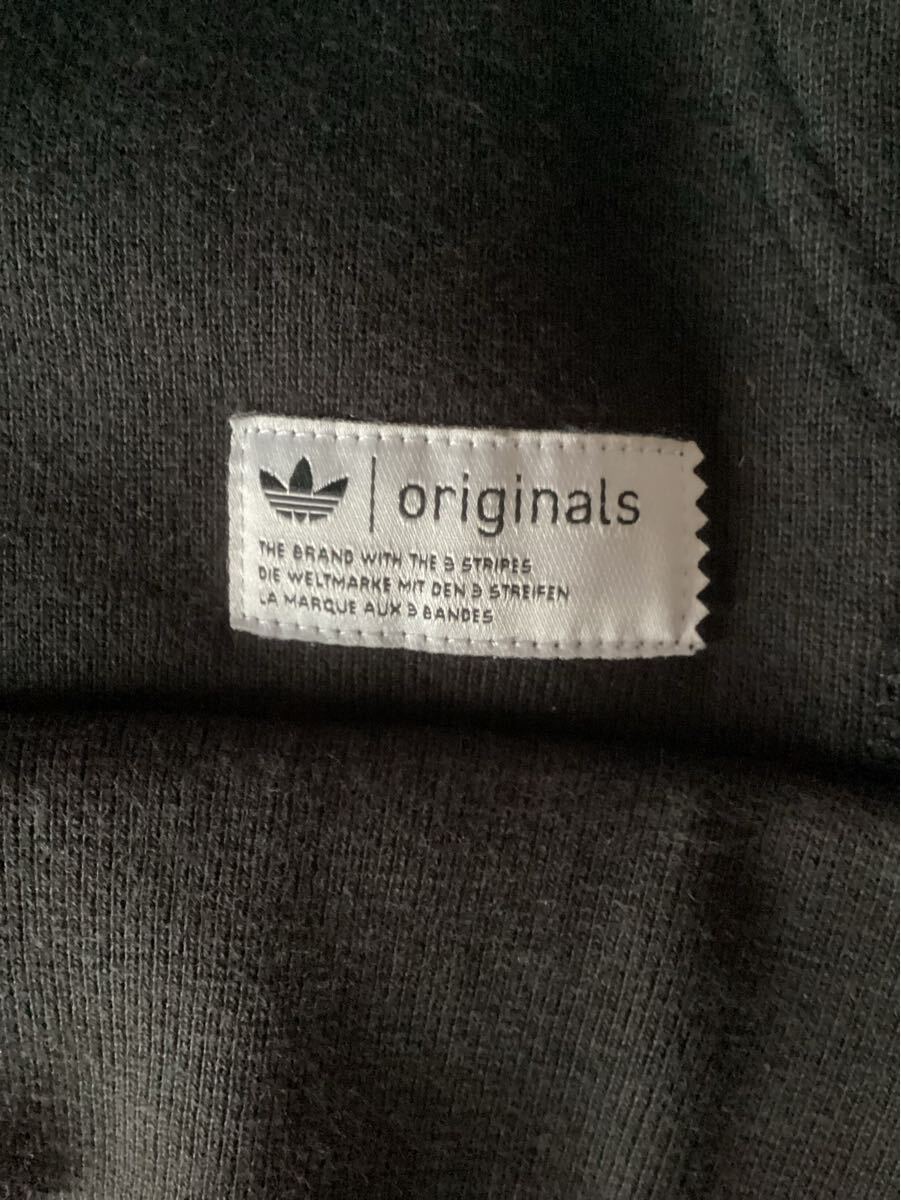 originals
THE BRAND WITH THE 3 STRIPES
DIE WELTMARKE MIT DEN 3 STREIFEN
LA MARQUE AUX 3 BANDES